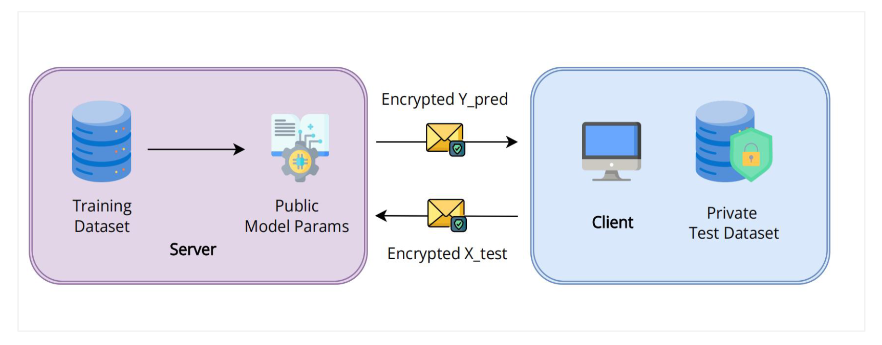 Training
Dataset
Public
Model Params
Server
Encrypted Y_pred
Encrypted X_test
Client
Private
Test Dataset